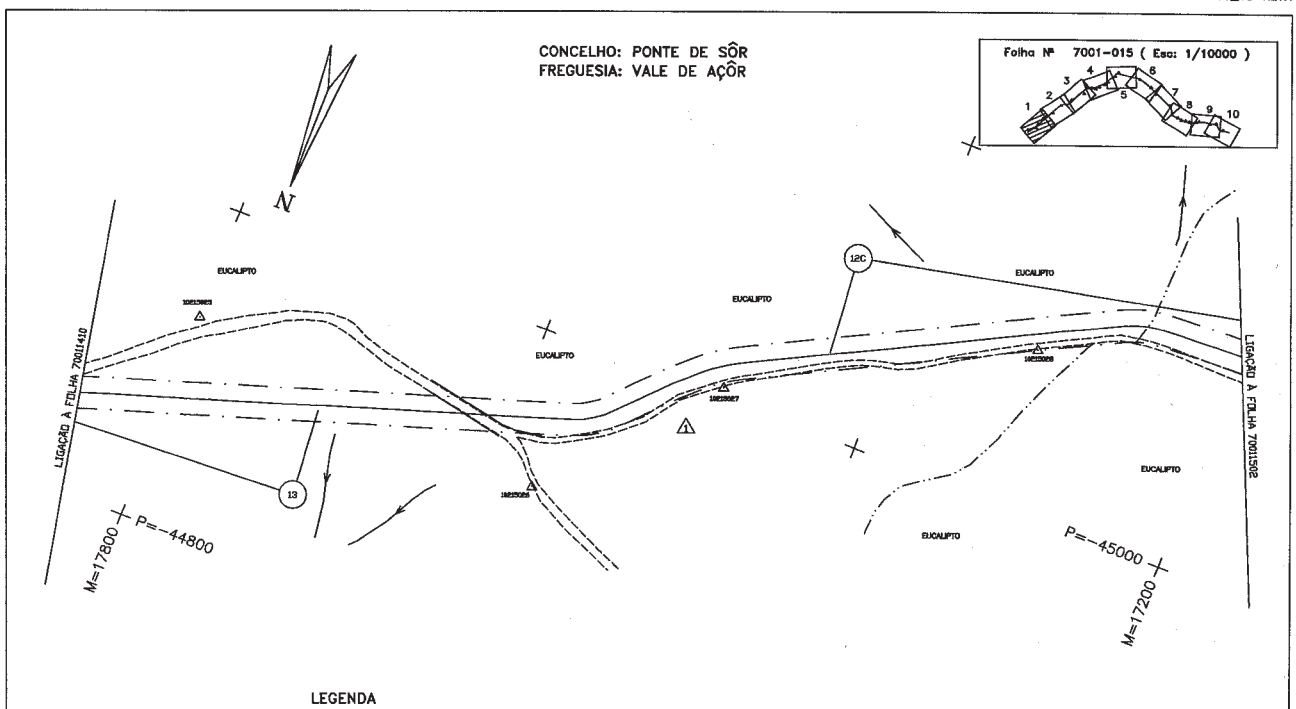 CONCELHO: PONTE DE SÔR
FREGUESIA: VALE DE AÇÔR
Folha Nº 7001-015 ( Esc: 1/10000 )
1
2
3
4
5
6
7
8
9
10
N
EUCALIPTO
12C
EUCALIPTO
EUCALIPTO
EUCALIPTO
LIGAÇÃO À FOLHA 70011410
LIGAÇÃO À FOLHA 70011502
1
EUCALIPTO
13
EUCALIPTO
P=-44800
M=17800
P=-45000
M=17200
LEGENDA